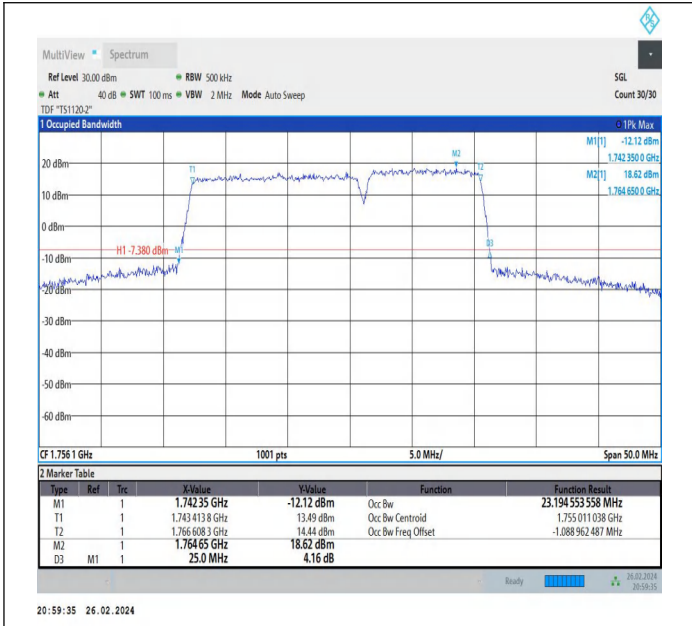 MultiView Spectrum
Ref Level 30.00 dBm RBW 500 kHz SGL
Att 40 dB SWT 100 ms VBW 2 MHz Mode Auto Sweep Count 30/30
TDF "TS1120-2"
1 Occupied Bandwidth 1Pk Max
M1[1] -12.12 dBm
1.742 350 0 GHz
M2[1] 18.62 dBm
1.764 650 0 GHz
M2
T1
T2
20 dBm
10 dBm
0 dBm
H1 -7.380 dBm
M1
D3
-10 dBm
-20 dBm
-30 dBm
-40 dBm
-50 dBm
-60 dBm
CF 1.756 1 GHz 1001 pts 5.0 MHz/ Span 50.0 MHz
2 Marker Table
Type Ref Trc X-Value Y-Value Function Function Result
M1 1 1.742 35 GHz -12.12 dBm Occ Bw 23.194 553 558 MHz
T1 1 1.743 413 8 GHz 13.49 dBm Occ Bw Centroid 1.755 011 038 GHz
T2 1 1.766 608 3 GHz 14.44 dBm Occ Bw Freq Offset -1.088 962 487 MHz
M2 1 1.764 65 GHz 18.62 dBm
D3 M1 1 25.0 MHz 4.16 dB
Ready 26.02.2024
20:59:35
20:59:35 26.02.2024